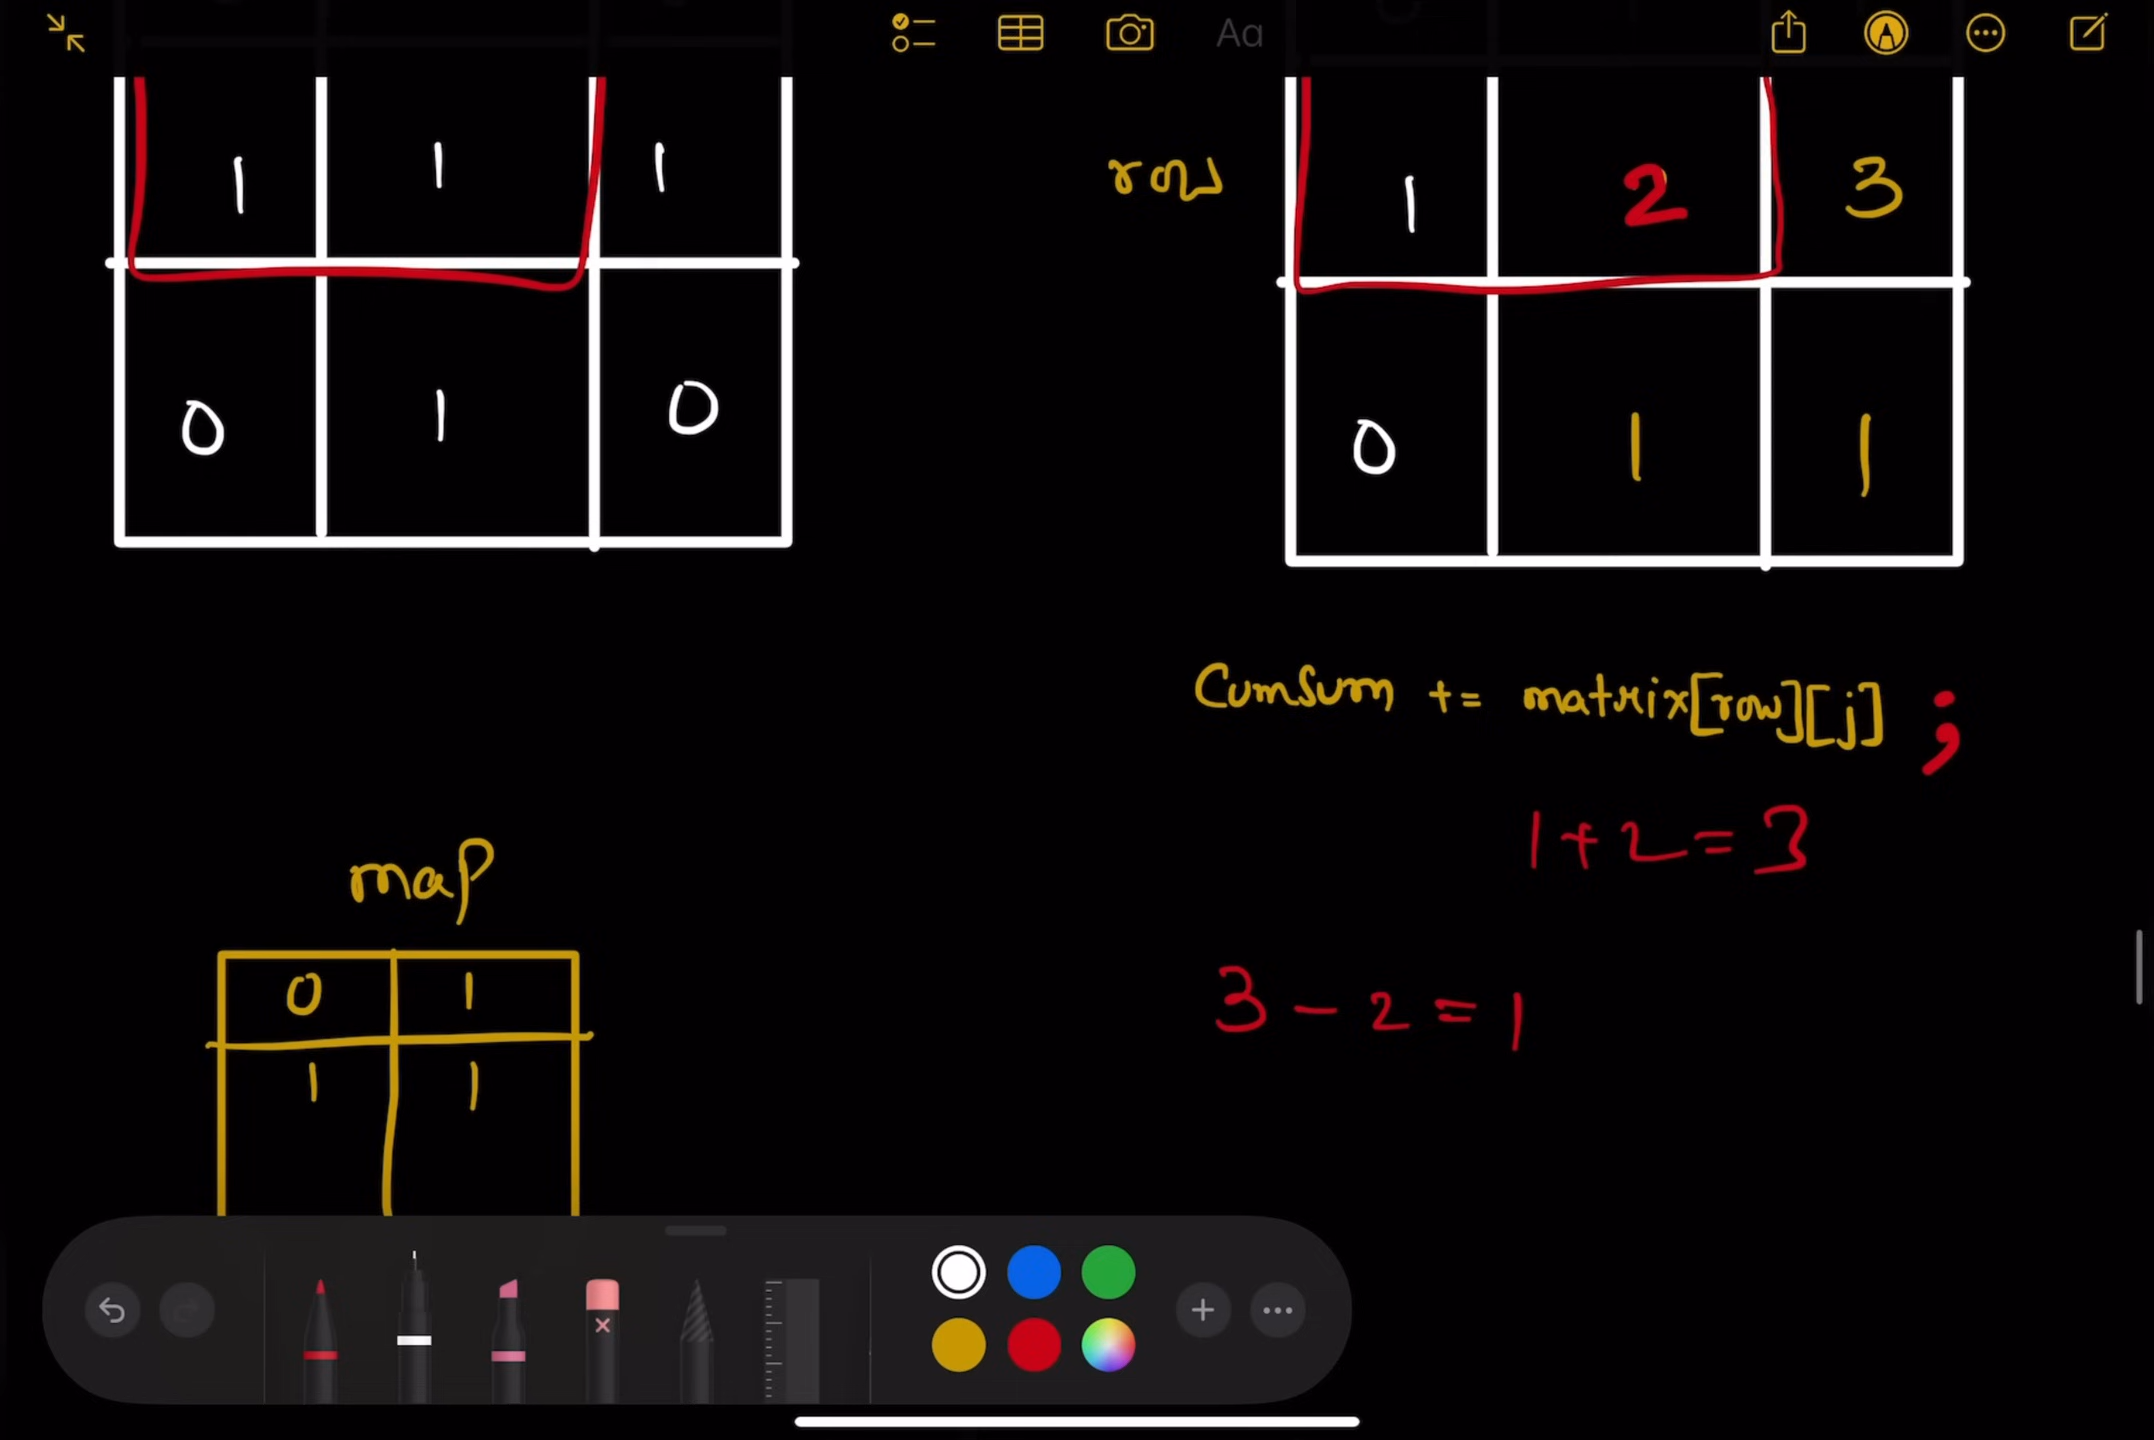 Aa
1 1 1
0 1 0
row
1 2 3
0 1 1
CumSum += matrix[row][j] ;
1+2=3
3-2=1
map
0 1
1 1